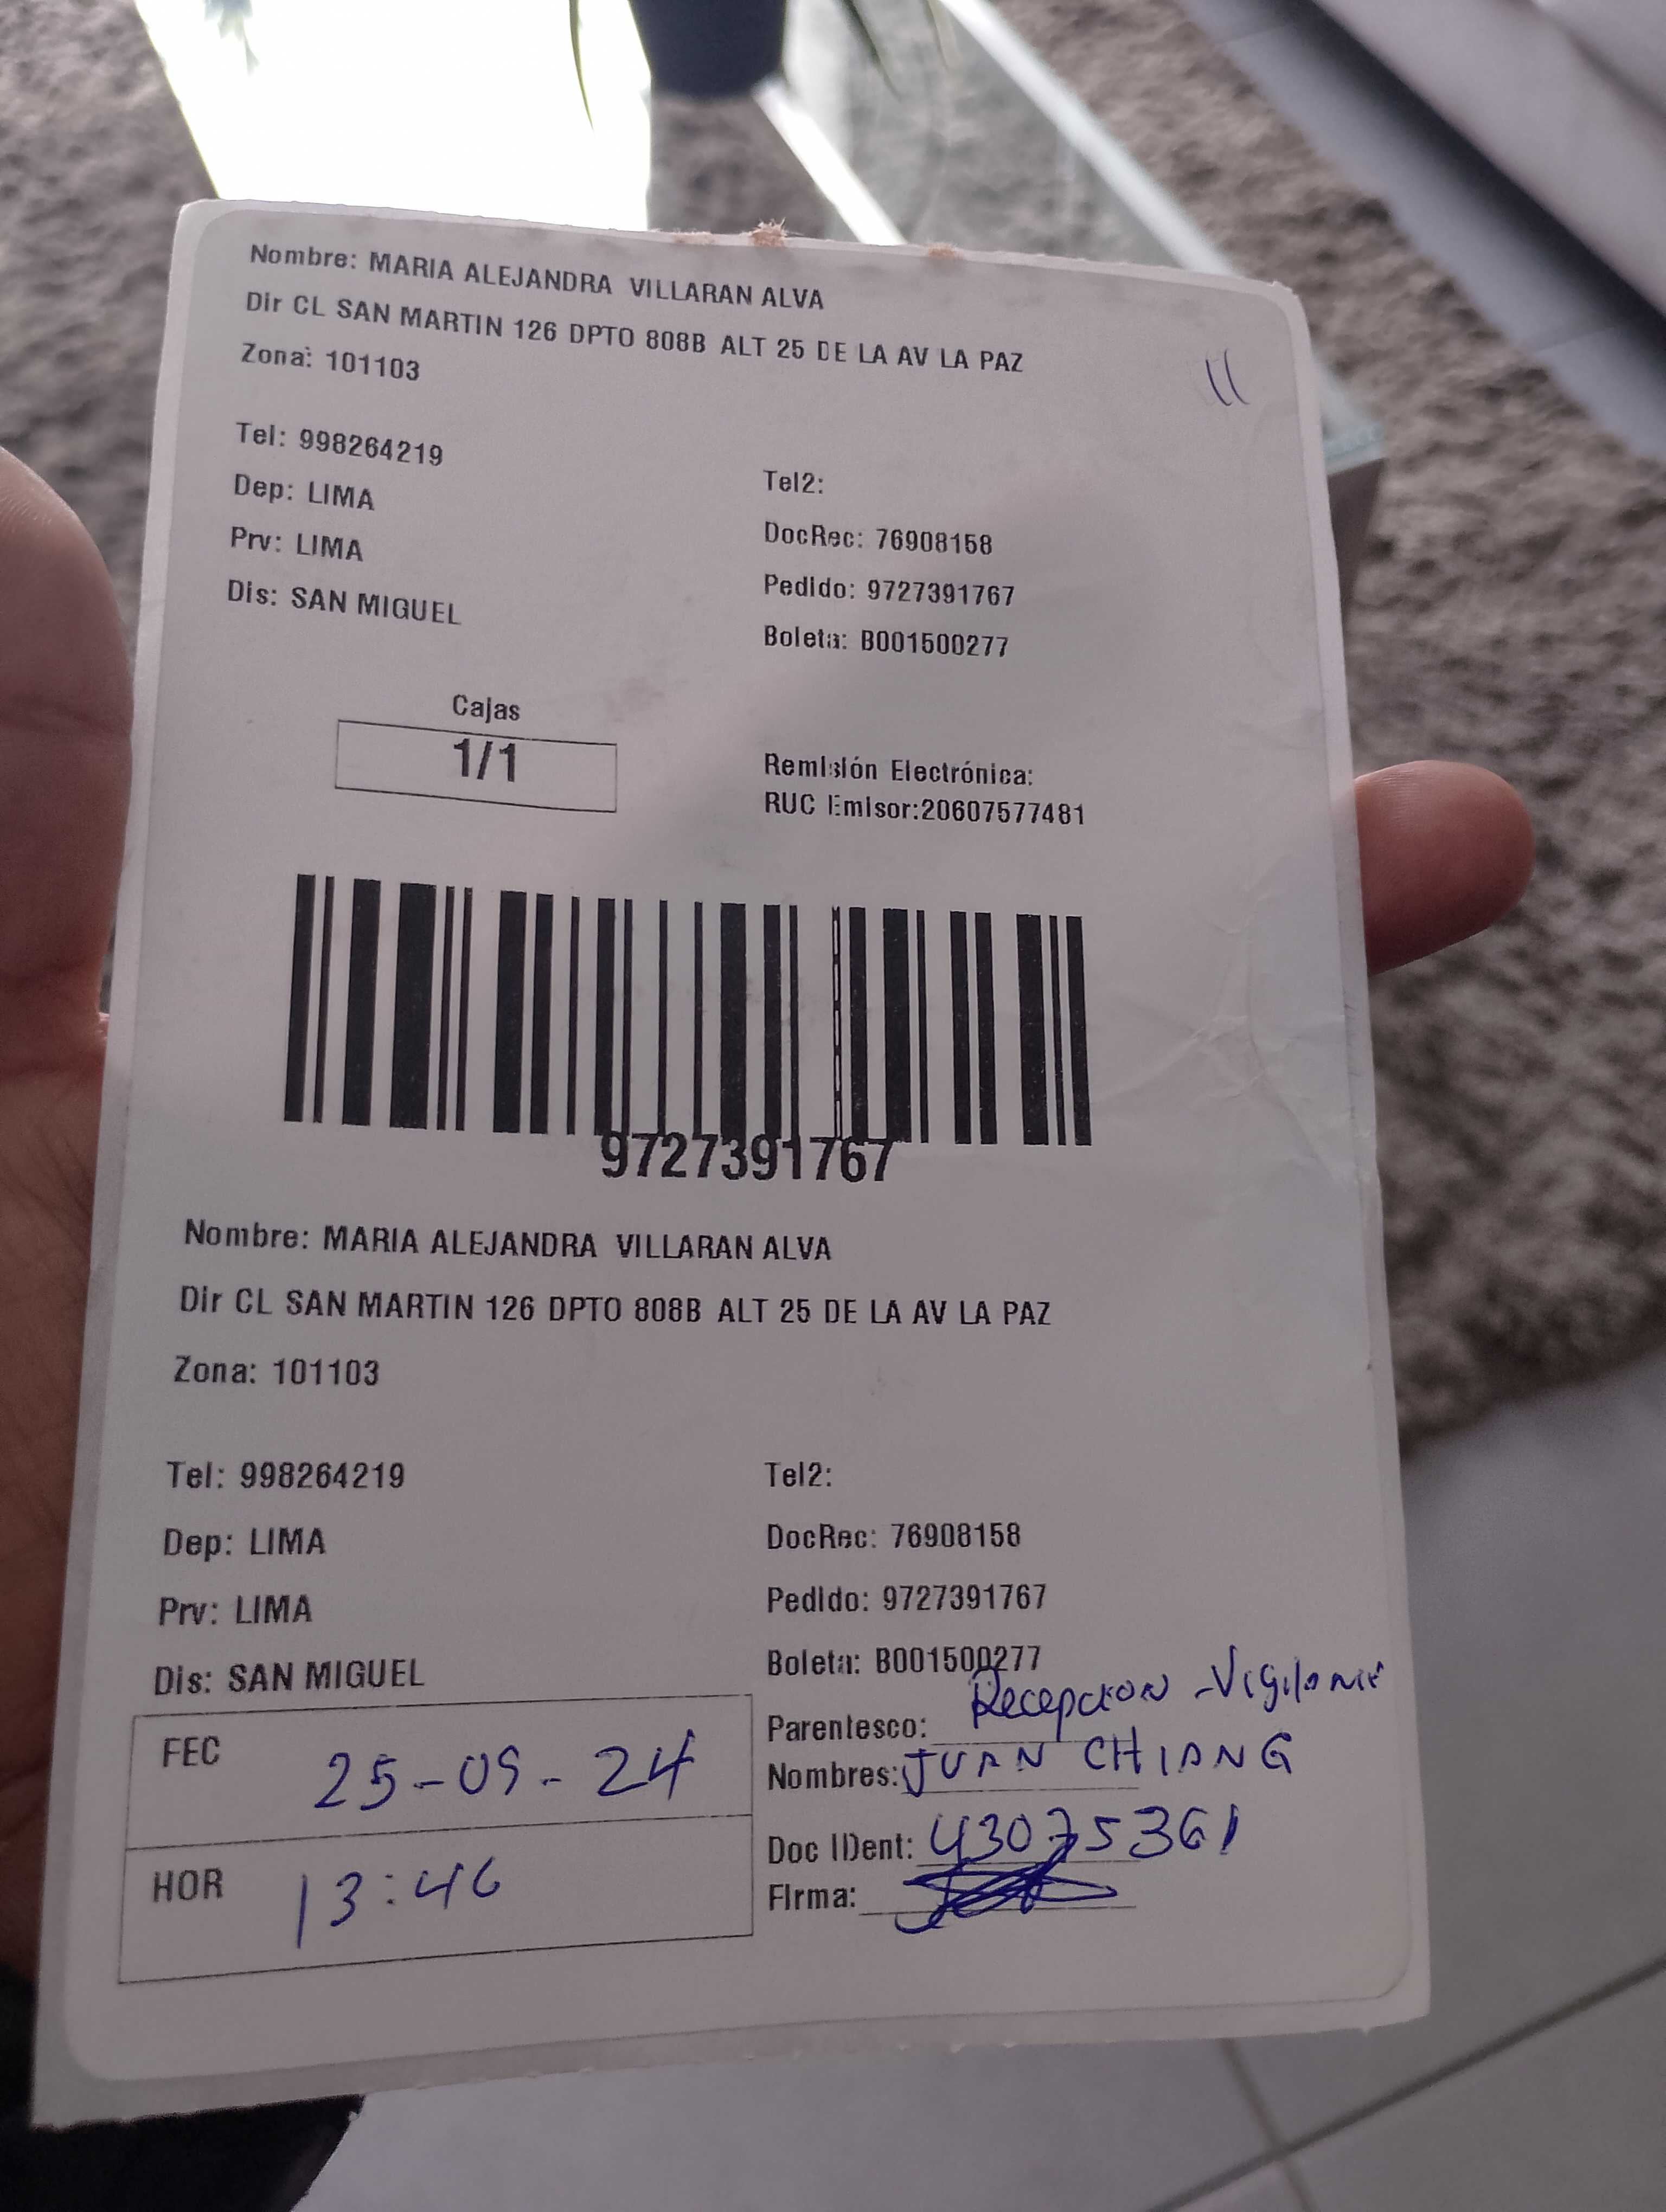 Nombre: MARIA ALEJANDRA VILLARAN ALVA
Dir CL SAN MARTIN 126 DPTO 808B ALT 25 DE LA AV LA PAZ
Zona: 101103
11
Tel: 998264219
Tel2:
Dep: LIMA
DocRec: 76908158
Prv: LIMA
Pedido: 9727391767
Dis: SAN MIGUEL
Boleta: B001500277
Cajas
1/1
Remisión Electrónica:
RUC Emisor:20607577481
9727391767
Nombre: MARIA ALEJANDRA VILLARAN ALVA
Dir CL SAN MARTIN 126 DPTO 808B ALT 25 DE LA AV LA PAZ
Zona: 101103
Tel: 998264219
Tel2:
Dep: LIMA
DocRec: 76908158
Prv: LIMA
Pedido: 9727391767
Dis: SAN MIGUEL
Boleta: B001500277
FEC 25-09-24
Parentesco: Recepcion -
Nombres: JUAN CHIANG
HOR 13:46
Doc IDent: 43075361
Firma: